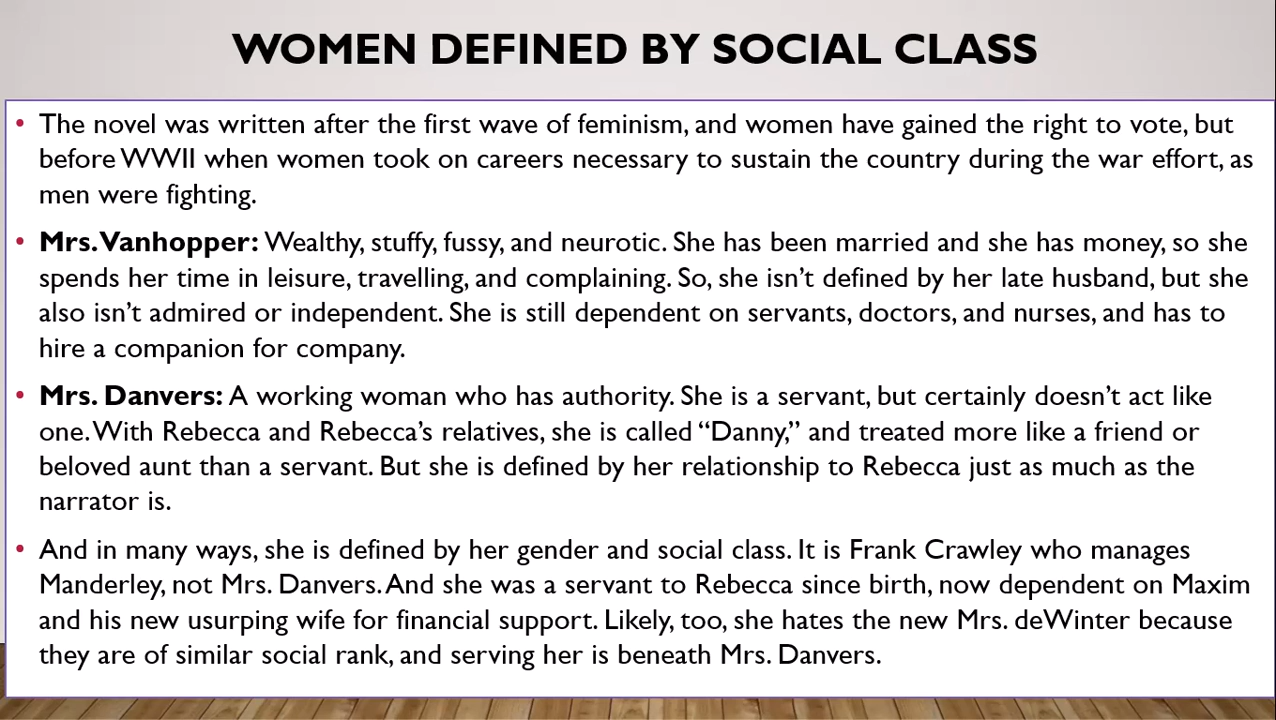 WOMEN DEFINED BY SOCIAL CLASS
• The novel was written after the first wave of feminism, and women have gained the right to vote, but
before WWII when women took on careers necessary to sustain the country during the war effort, as
men were fighting.
• Mrs. Vanhopper: Wealthy, stuffy, fussy, and neurotic. She has been married and she has money, so she
spends her time in leisure, travelling, and complaining. So, she isn’t defined by her late husband, but she
also isn’t admired or independent. She is still dependent on servants, doctors, and nurses, and has to
hire a companion for company.
• Mrs. Danvers: A working woman who has authority. She is a servant, but certainly doesn’t act like
one. With Rebecca and Rebecca’s relatives, she is called “Danny,” and treated more like a friend or
beloved aunt than a servant. But she is defined by her relationship to Rebecca just as much as the
narrator is.
• And in many ways, she is defined by her gender and social class. It is Frank Crawley who manages
Manderley, not Mrs. Danvers. And she was a servant to Rebecca since birth, now dependent on Maxim
and his new usurping wife for financial support. Likely, too, she hates the new Mrs. deWinter because
they are of similar social rank, and serving her is beneath Mrs. Danvers.